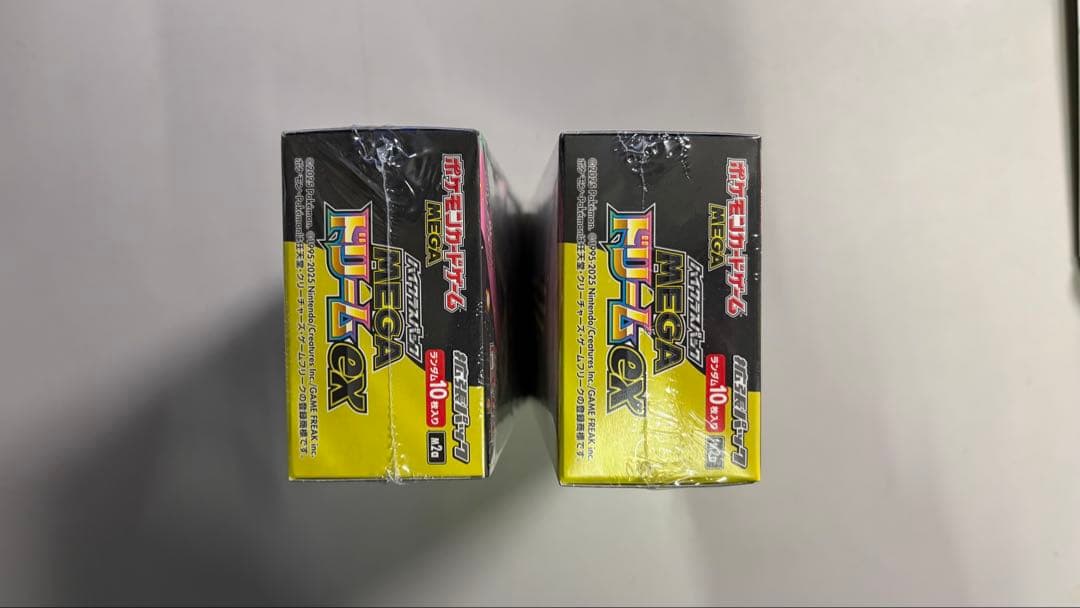 ポケモンカードゲーム
MEGA
拡張パック
ハイクラスパック
MEGA
ドリームex
ランダム10枚入り
M2a
©2025 Pokémon. ©1995-2025 Nintendo/Creatures Inc./GAME FREAK inc.
ポケモン・Pokémonは任天堂・クリーチャーズ・ゲームフリークの登録商標です。
ポケモンカードゲーム
MEGA
拡張パック
ハイクラスパック
MEGA
ドリームex
ランダム10枚入り
M2a
©2025 Pokémon. ©1995-2025 Nintendo/Creatures Inc./GAME FREAK inc.
ポケモン・Pokémonは任天堂・クリーチャーズ・ゲームフリークの登録商標です。